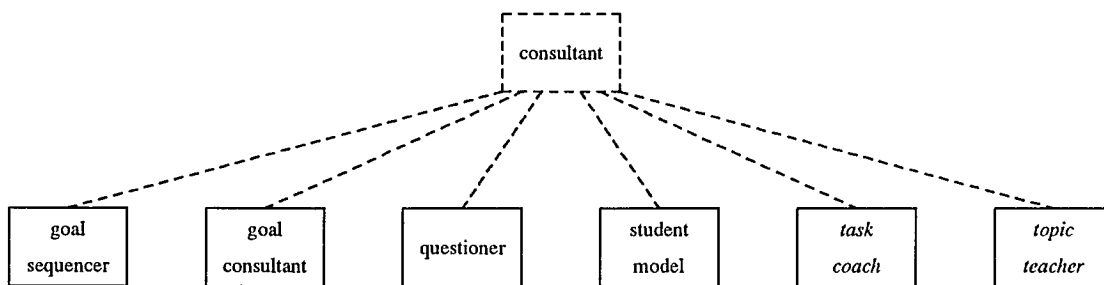 consultant
goal
sequencer
goal
consultant
questioner
student
model
task
coach
topic
teacher